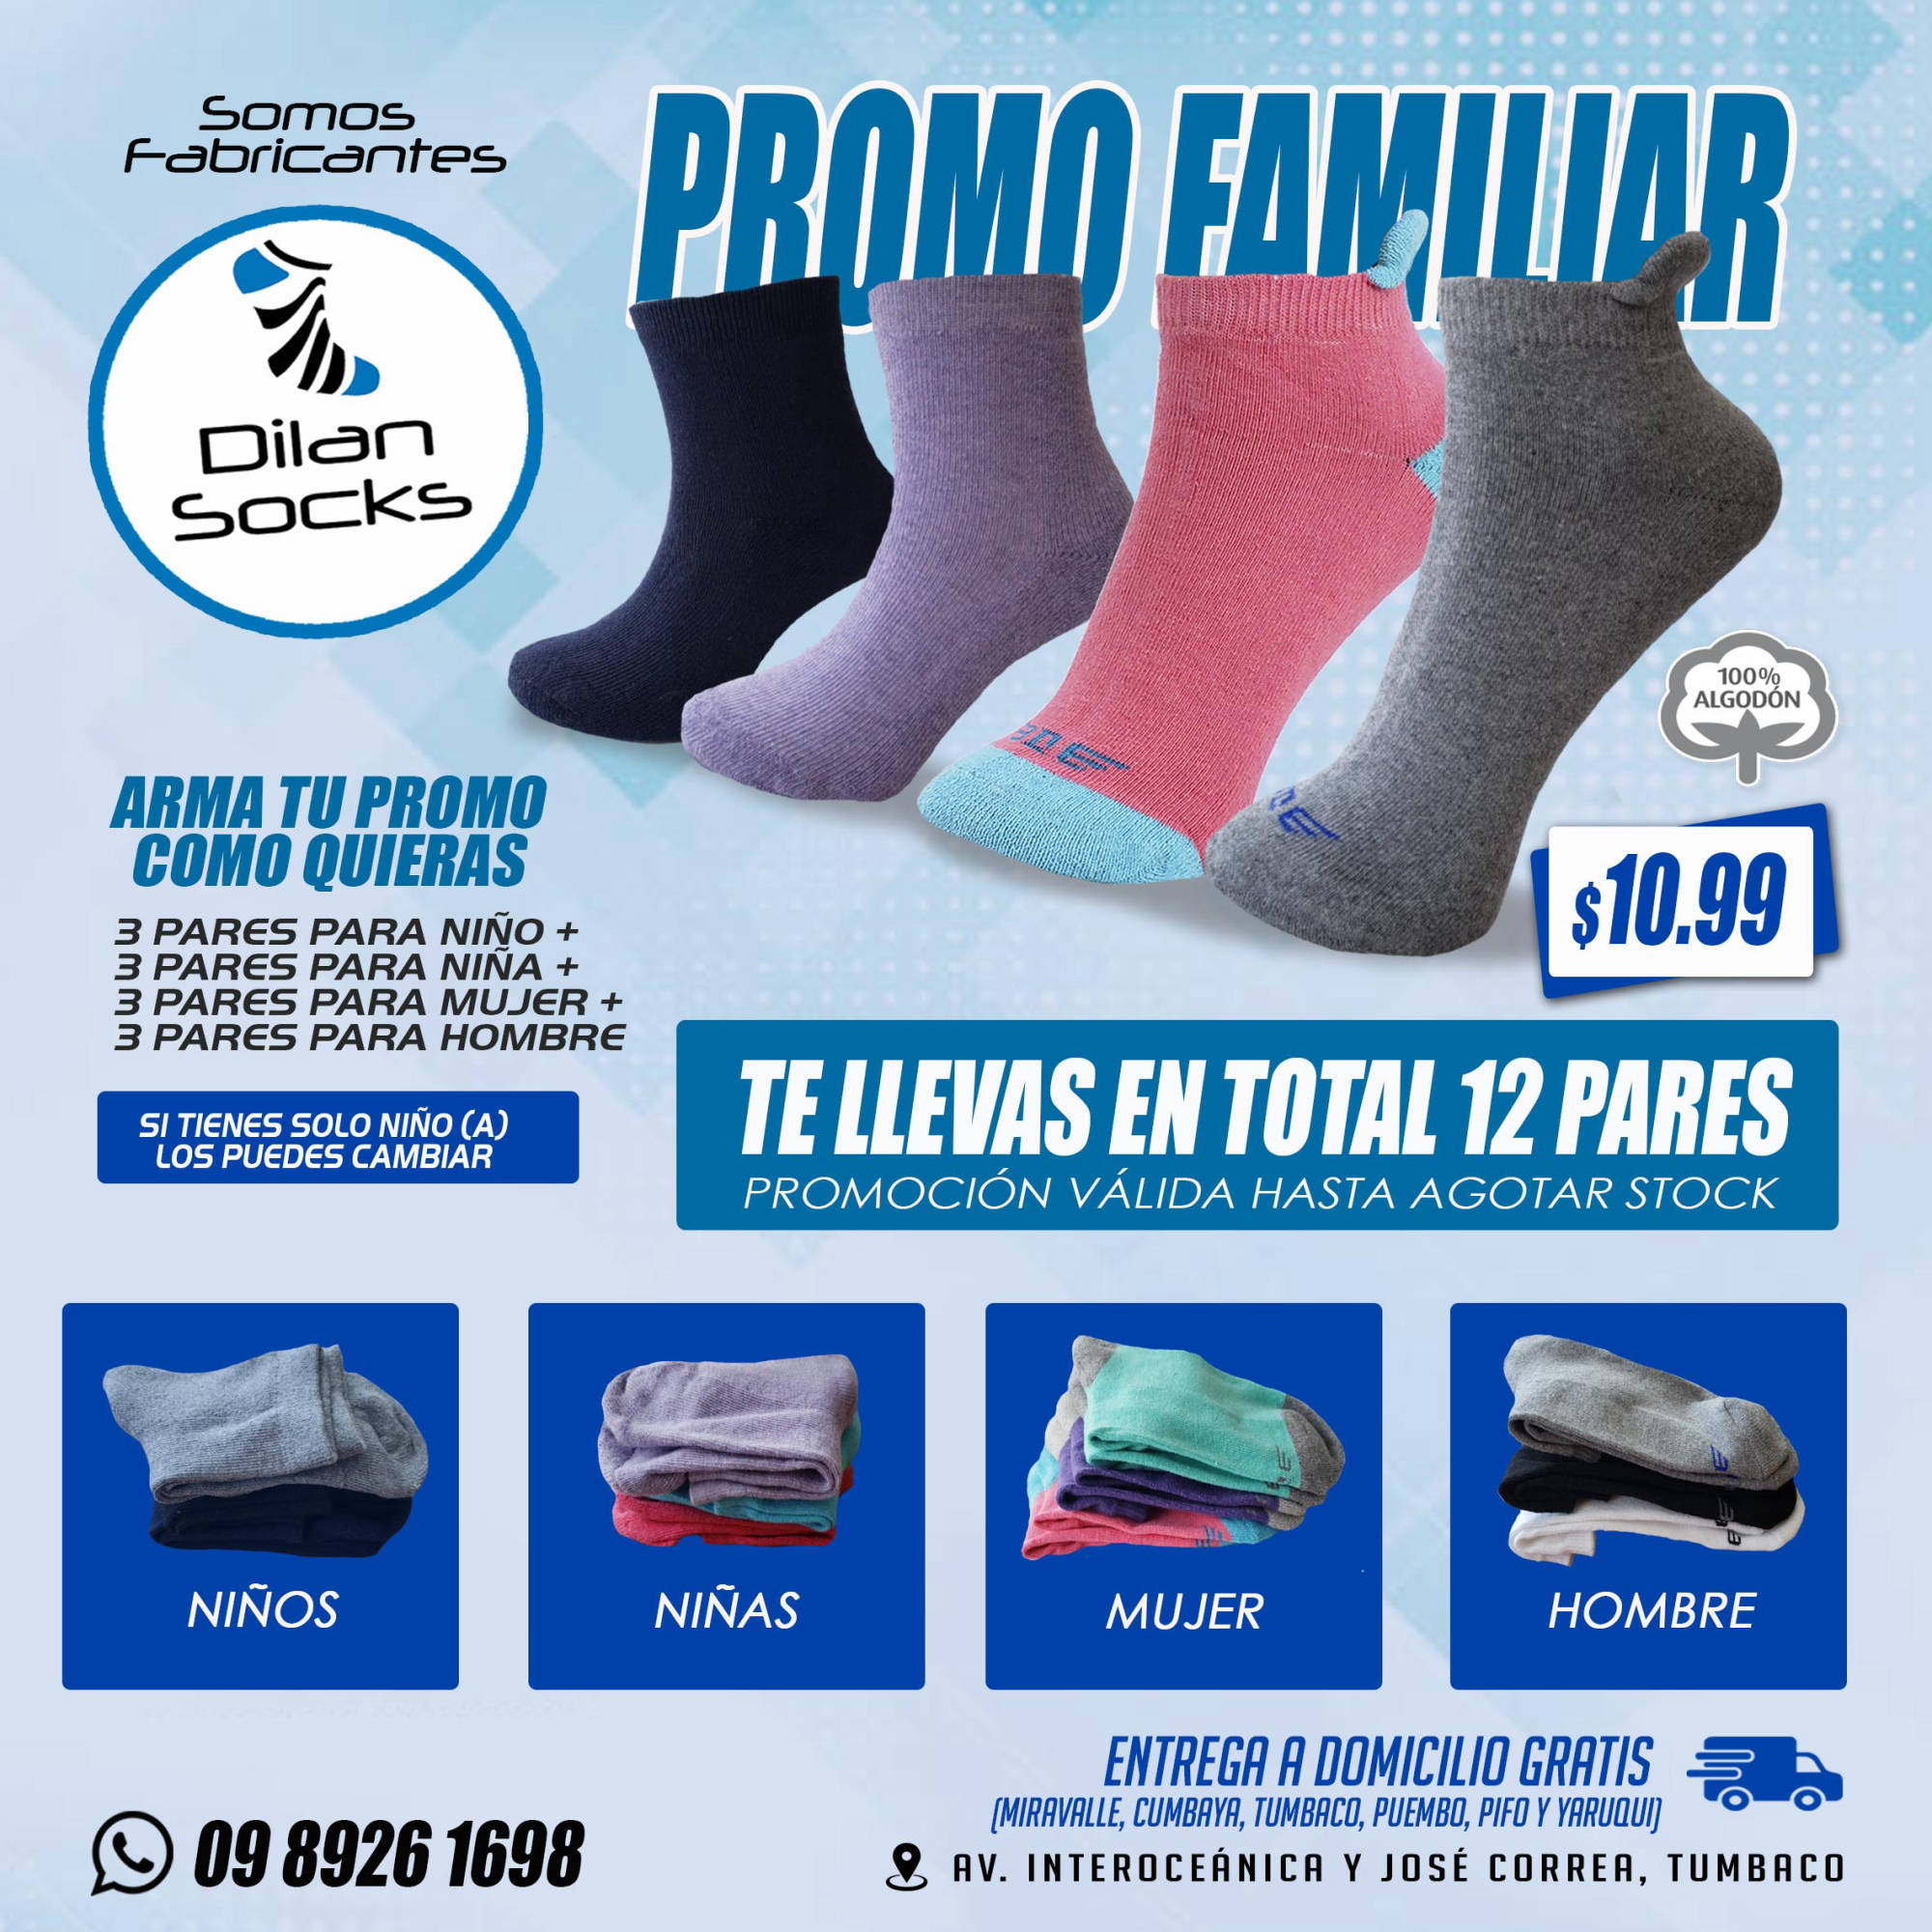 Somos
Fabricantes
Dilan
Socks
PROMO FAMILIAR
100%
ALGODÓN
$10.99
ARMA TU PROMO
COMO QUIERAS
3 PARES PARA NIÑO +
3 PARES PARA NIÑA +
3 PARES PARA MUJER +
3 PARES PARA HOMBRE
SI TIENES SOLO NIÑO (A)
LOS PUEDES CAMBIAR
TE LLEVAS EN TOTAL 12 PARES
PROMOCIÓN VÁLIDA HASTA AGOTAR STOCK
NIÑOS
NIÑAS
MUJER
HOMBRE
ENTREGA A DOMICILIO GRATIS
(MIRAVALLE, CUMBAYA, TUMBACO, PUEMBO, PIFO Y YARUQUI)
09 8926 1698
AV. INTEROCEÁNICA Y JOSÉ CORREA, TUMBACO